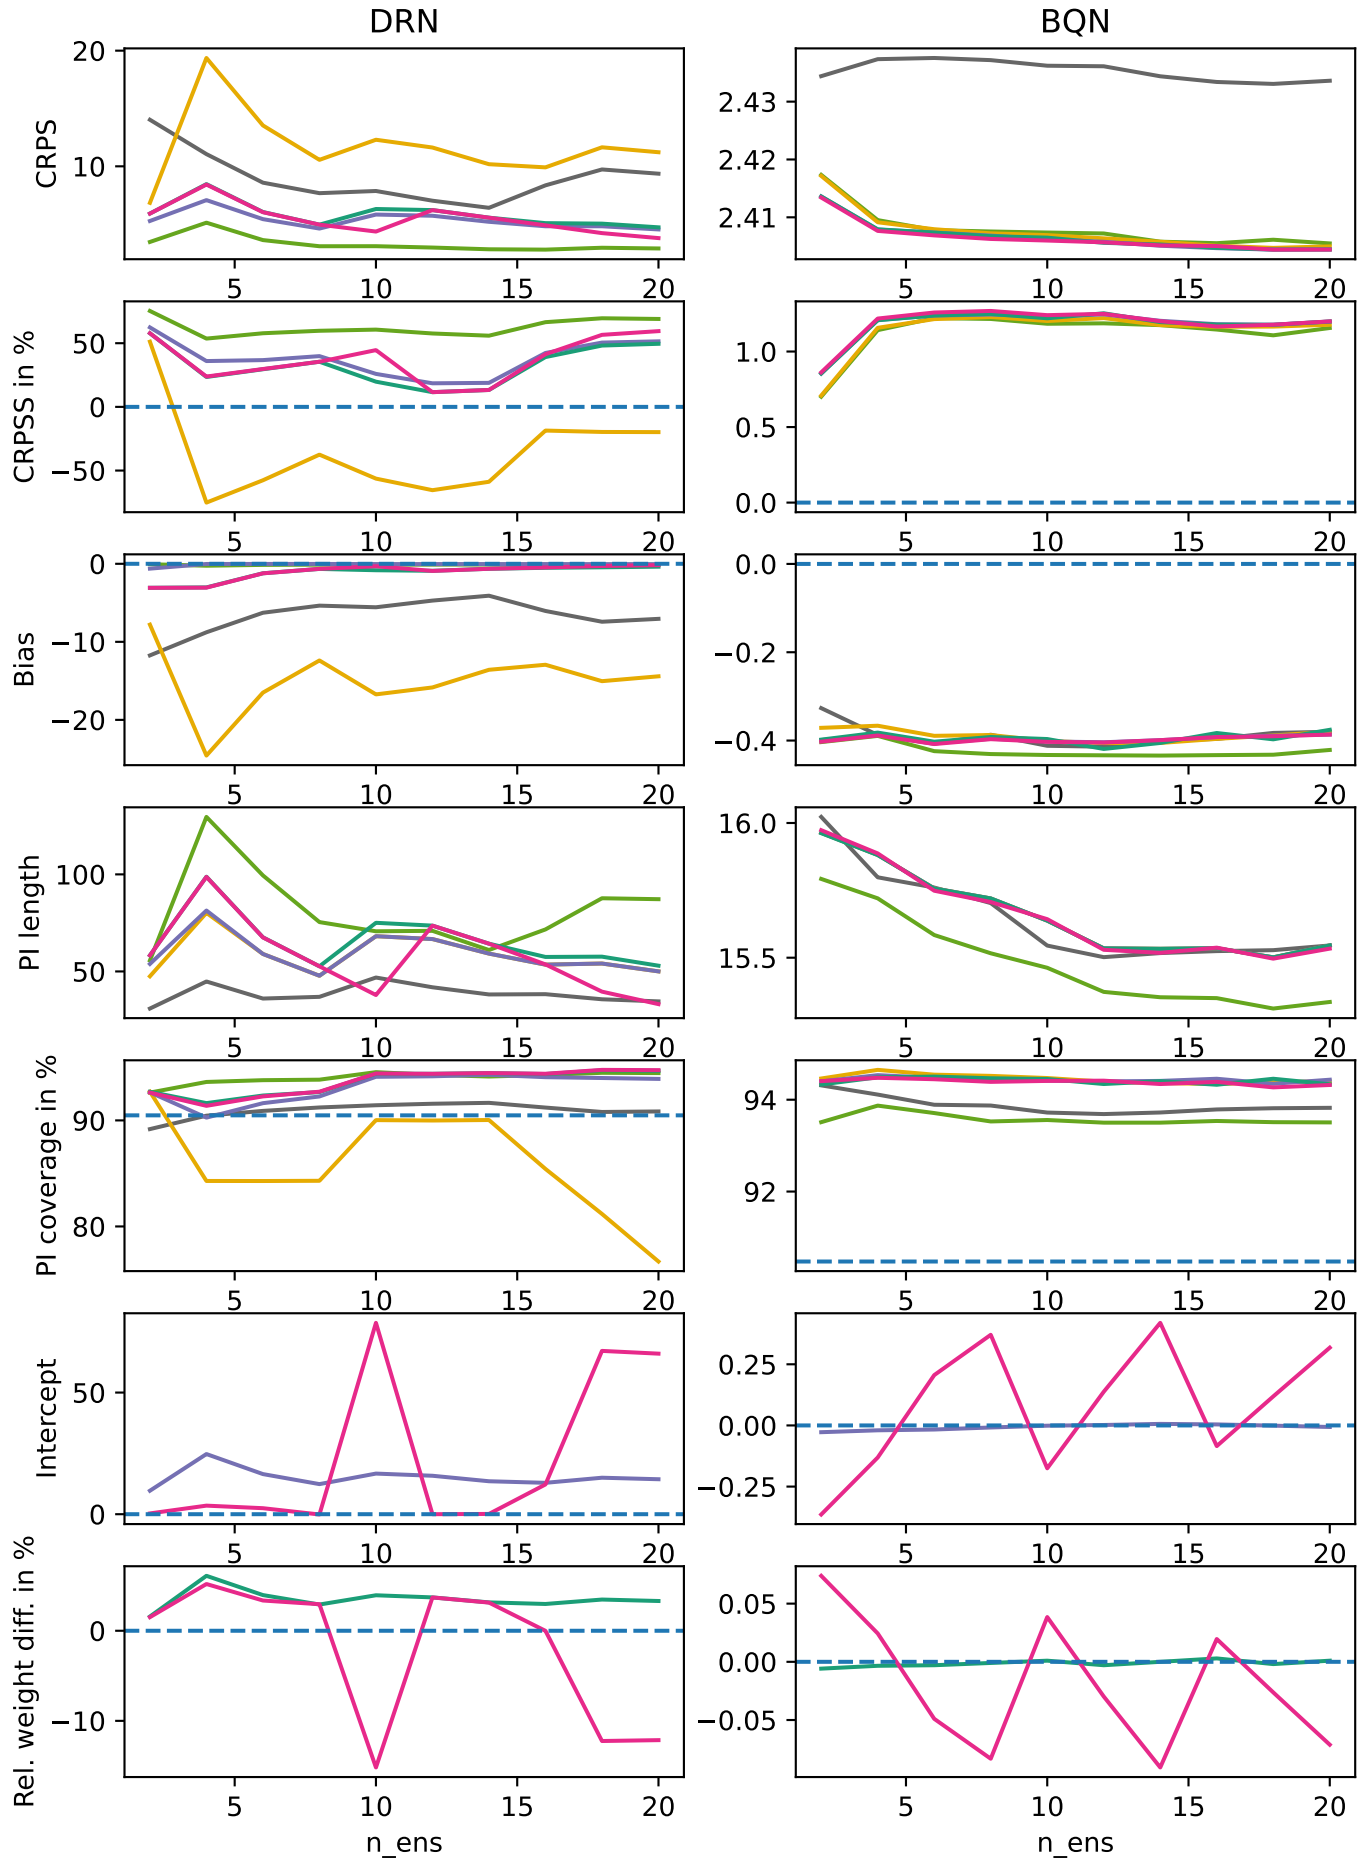 DRN
BQN
CRPS
20
10
5 10 15 20
2.43
2.42
2.41
5 10 15 20
CRPSS in %
50
0
−50
5 10 15 20
1.0
0.5
0.0
5 10 15 20
Bias
0
−10
−20
5 10 15 20
0.0
−0.2
−0.4
5 10 15 20
PI length
100
50
5 10 15 20
16.0
15.5
5 10 15 20
PI coverage in %
90
80
5 10 15 20
94
92
5 10 15 20
Intercept
50
0
5 10 15 20
0.25
0.00
−0.25
5 10 15 20
Rel. weight diff. in %
0
−10
5 10 15 20
n_ens
0.05
0.00
−0.05
5 10 15 20
n_ens